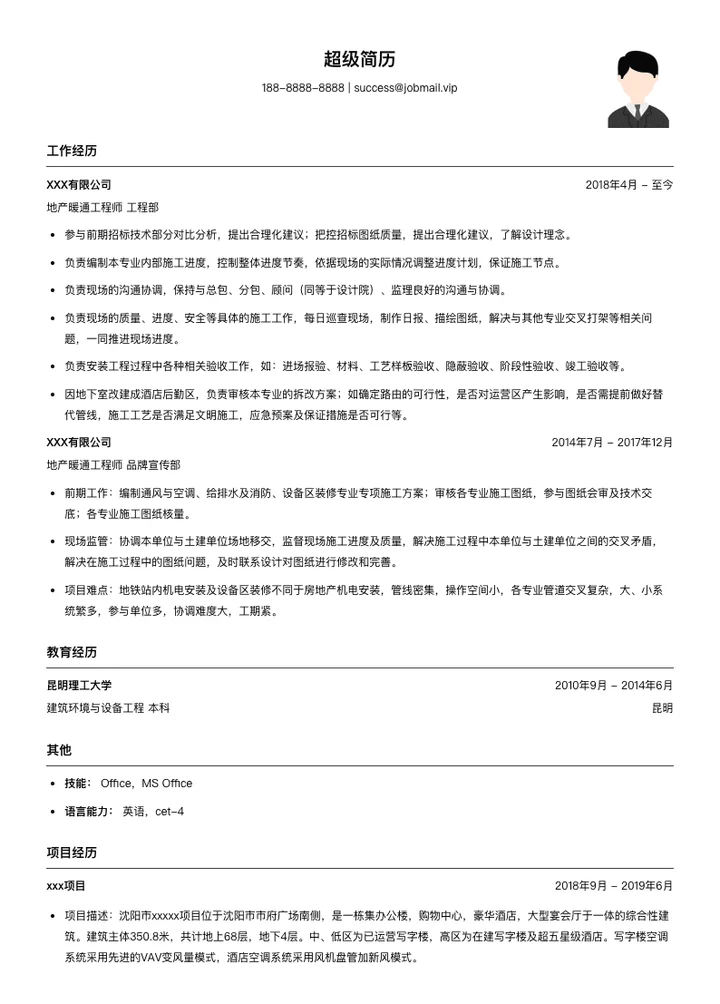 超级简历
188-8888-8888 | success@jobmail.vip
工作经历
XXX有限公司 2018年4月 – 至今
地产暖通工程师 工程部
• 参与前期招标技术部分对比分析，提出合理化建议；把控招标图纸质量，提出合理化建议，了解设计理念。
• 负责编制本专业内部施工进度，控制整体进度节奏，依据现场的实际情况调整进度计划，保证施工节点。
• 负责现场的沟通协调，保持与总包、分包、顾问（同等于设计院）、监理良好的沟通与协调。
• 负责现场的质量、进度、安全等具体的施工工作，每日巡查现场，制作日报、描绘图纸，解决与其他专业交叉打架等相关问
题，一同推进现场进度。
• 负责安装工程过程中各种相关验收工作，如：进场报验、材料、工艺样板验收、隐蔽验收、阶段性验收、竣工验收等。
• 因地下室改建成酒店后勤区，负责审核本专业的拆改方案；如确定路由的可行性，是否对运营区产生影响，是否需提前做好替
代管线，施工工艺是否满足文明施工，应急预案及保证措施是否可行等。
XXX有限公司 2014年7月 – 2017年12月
地产暖通工程师 品牌宣传部
• 前期工作：编制通风与空调、给排水及消防、设备区装修专业专项施工方案；审核各专业施工图纸，参与图纸会审及技术交
底；各专业施工图纸核量。
• 现场监管：协调本单位与土建单位场地移交，监督现场施工进度及质量，解决施工过程中本单位与土建单位之间的交叉矛盾，
解决在施工过程中的图纸问题，及时联系设计对图纸进行修改和完善。
• 项目难点：地铁站内机电安装及设备区装修不同于房地产机电安装，管线密集，操作空间小，各专业管道交叉复杂，大、小系
统繁多，参与单位多，协调难度大，工期紧。
教育经历
昆明理工大学 2010年9月 – 2014年6月
建筑环境与设备工程 本科 昆明
其他
• 技能： Office，MS Office
• 语言能力： 英语，cet-4
项目经历
xxx项目 2018年9月 – 2019年6月
• 项目描述：沈阳市xxxxx项目位于沈阳市市府广场南侧，是一栋集办公楼，购物中心，豪华酒店，大型宴会厅于一体的综合性建
筑。建筑主体350.8米，共计地上68层，地下4层。中、低区为已运营写字楼，高区为在建写字楼及超五星级酒店。写字楼空调
系统采用先进的VAV变风量模式，酒店空调系统采用风机盘管加新风模式。